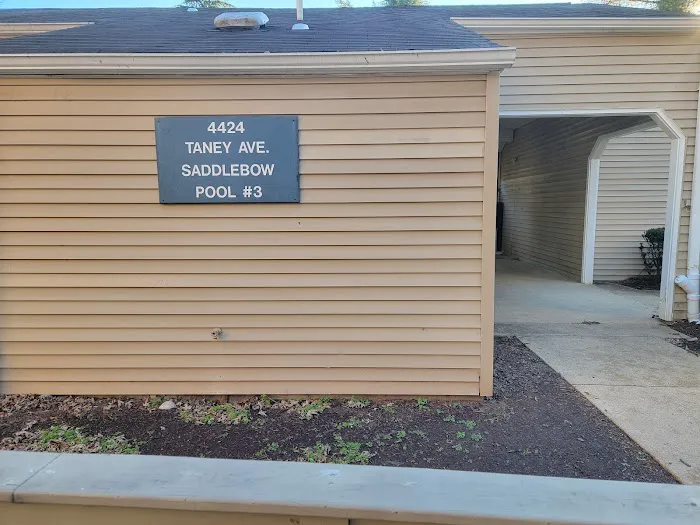 4424
TANEY AVE.
SADDLEBOW
POOL #3